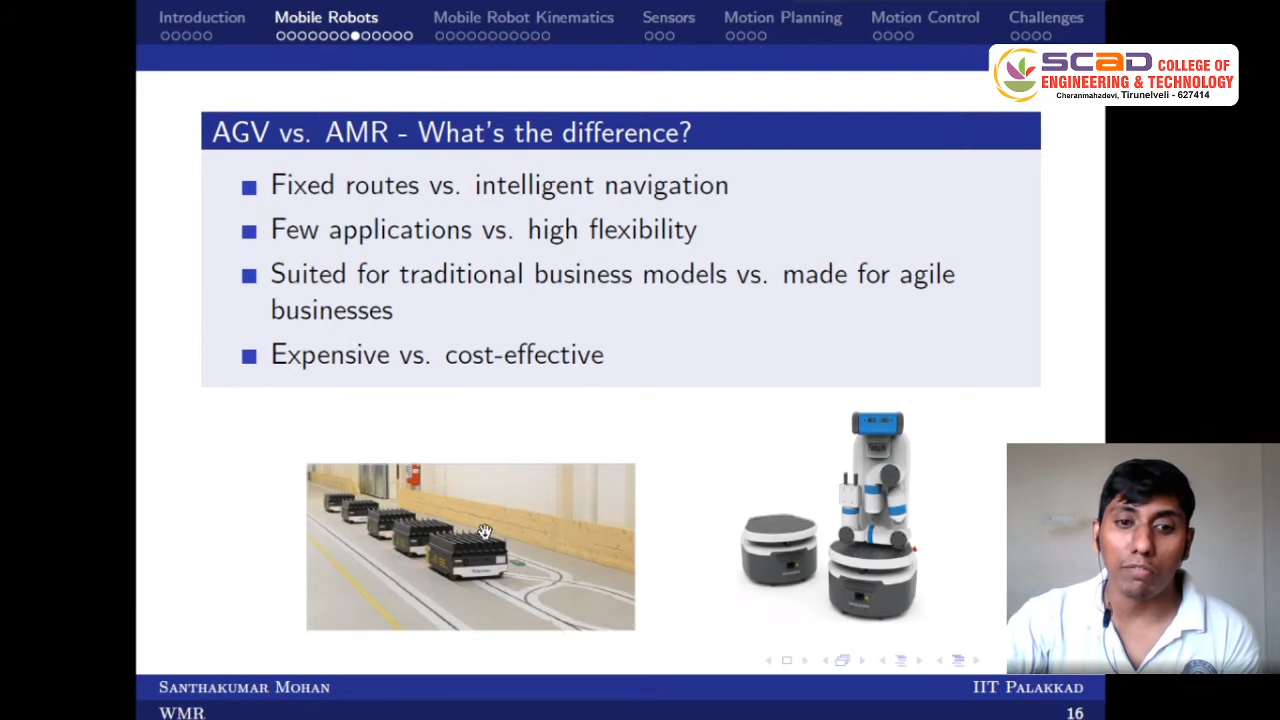 Introduction
Mobile Robots
Mobile Robot Kinematics
Sensors
Motion Planning
Motion Control
Challenges
SCAD COLLEGE OF
ENGINEERING & TECHNOLOGY
Cheranmahadevi, Tirunelveli - 627414
AGV vs. AMR - What's the difference?
Fixed routes vs. intelligent navigation
Few applications vs. high flexibility
Suited for traditional business models vs. made for agile
businesses
Expensive vs. cost-effective
fetch
Santhakumar Mohan
IIT Palakkad
WMR
16